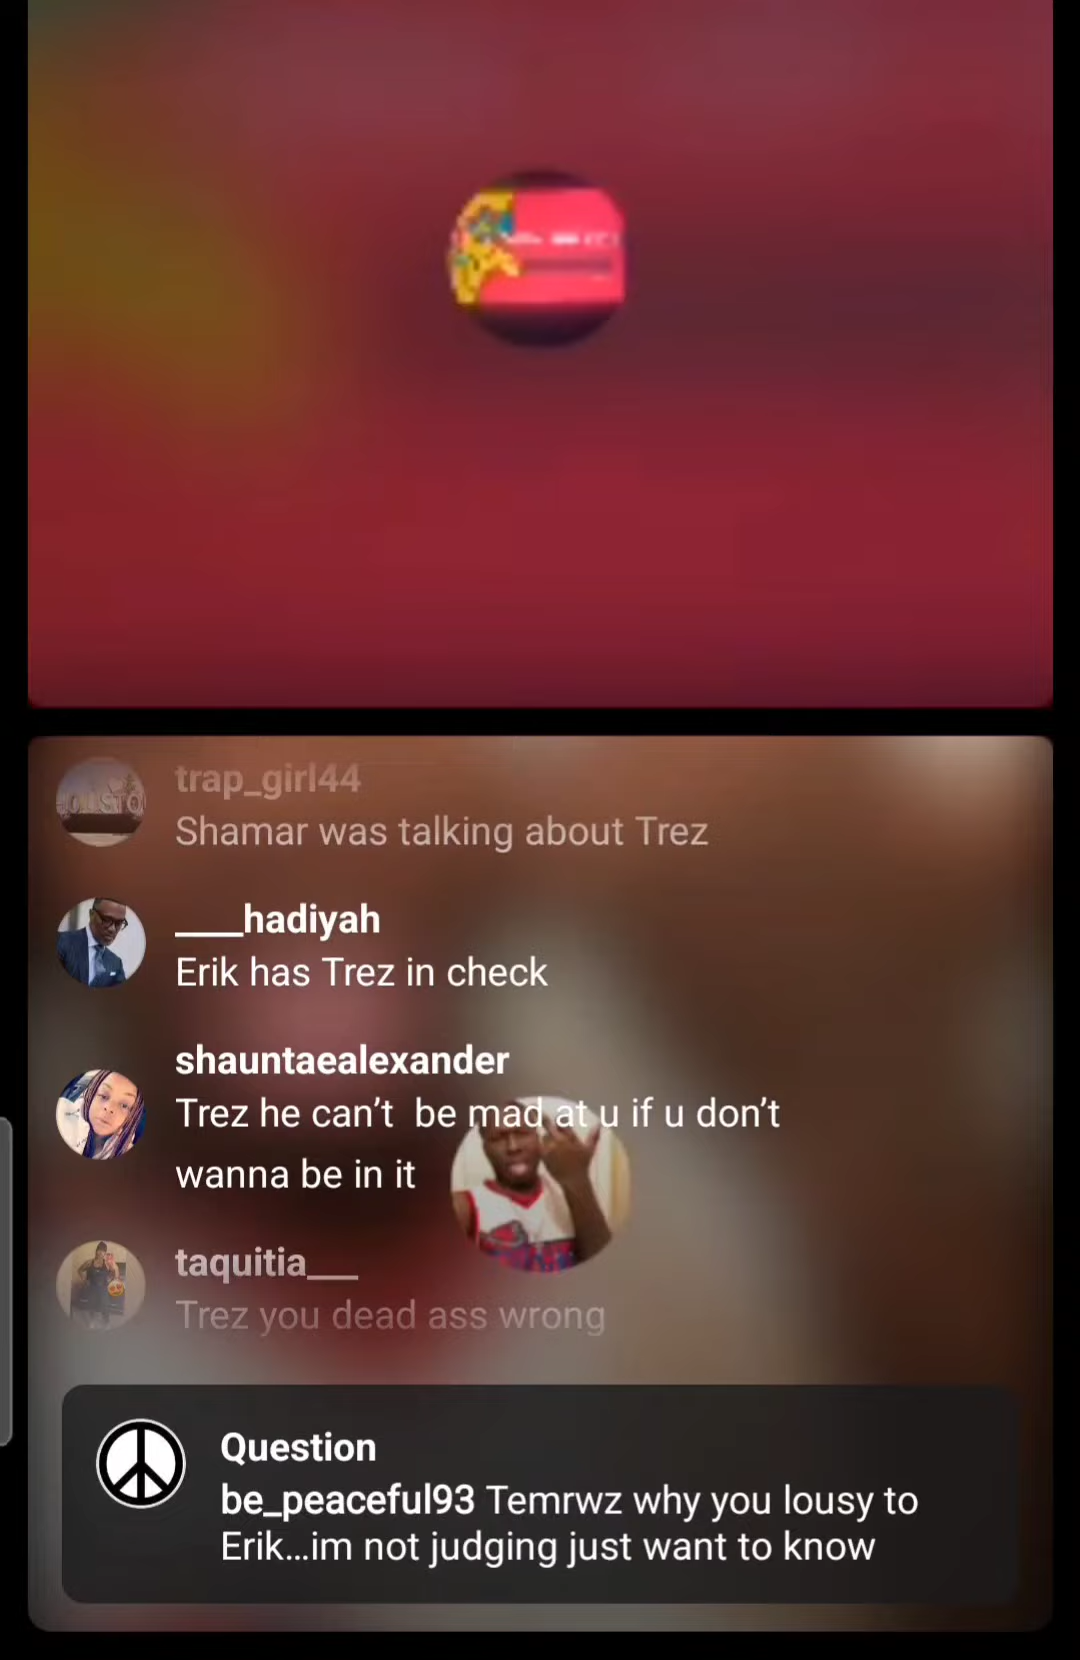 trap_girl44
Shamar was talking about Trez
____hadiyah
Erik has Trez in check
shauntaealexander
Trez he can’t  be mad at u if u don’t
wanna be in it
taquitia___
Trez you dead ass wrong
Question
be_peaceful93 Temrwz why you lousy to
Erik...im not judging just want to know